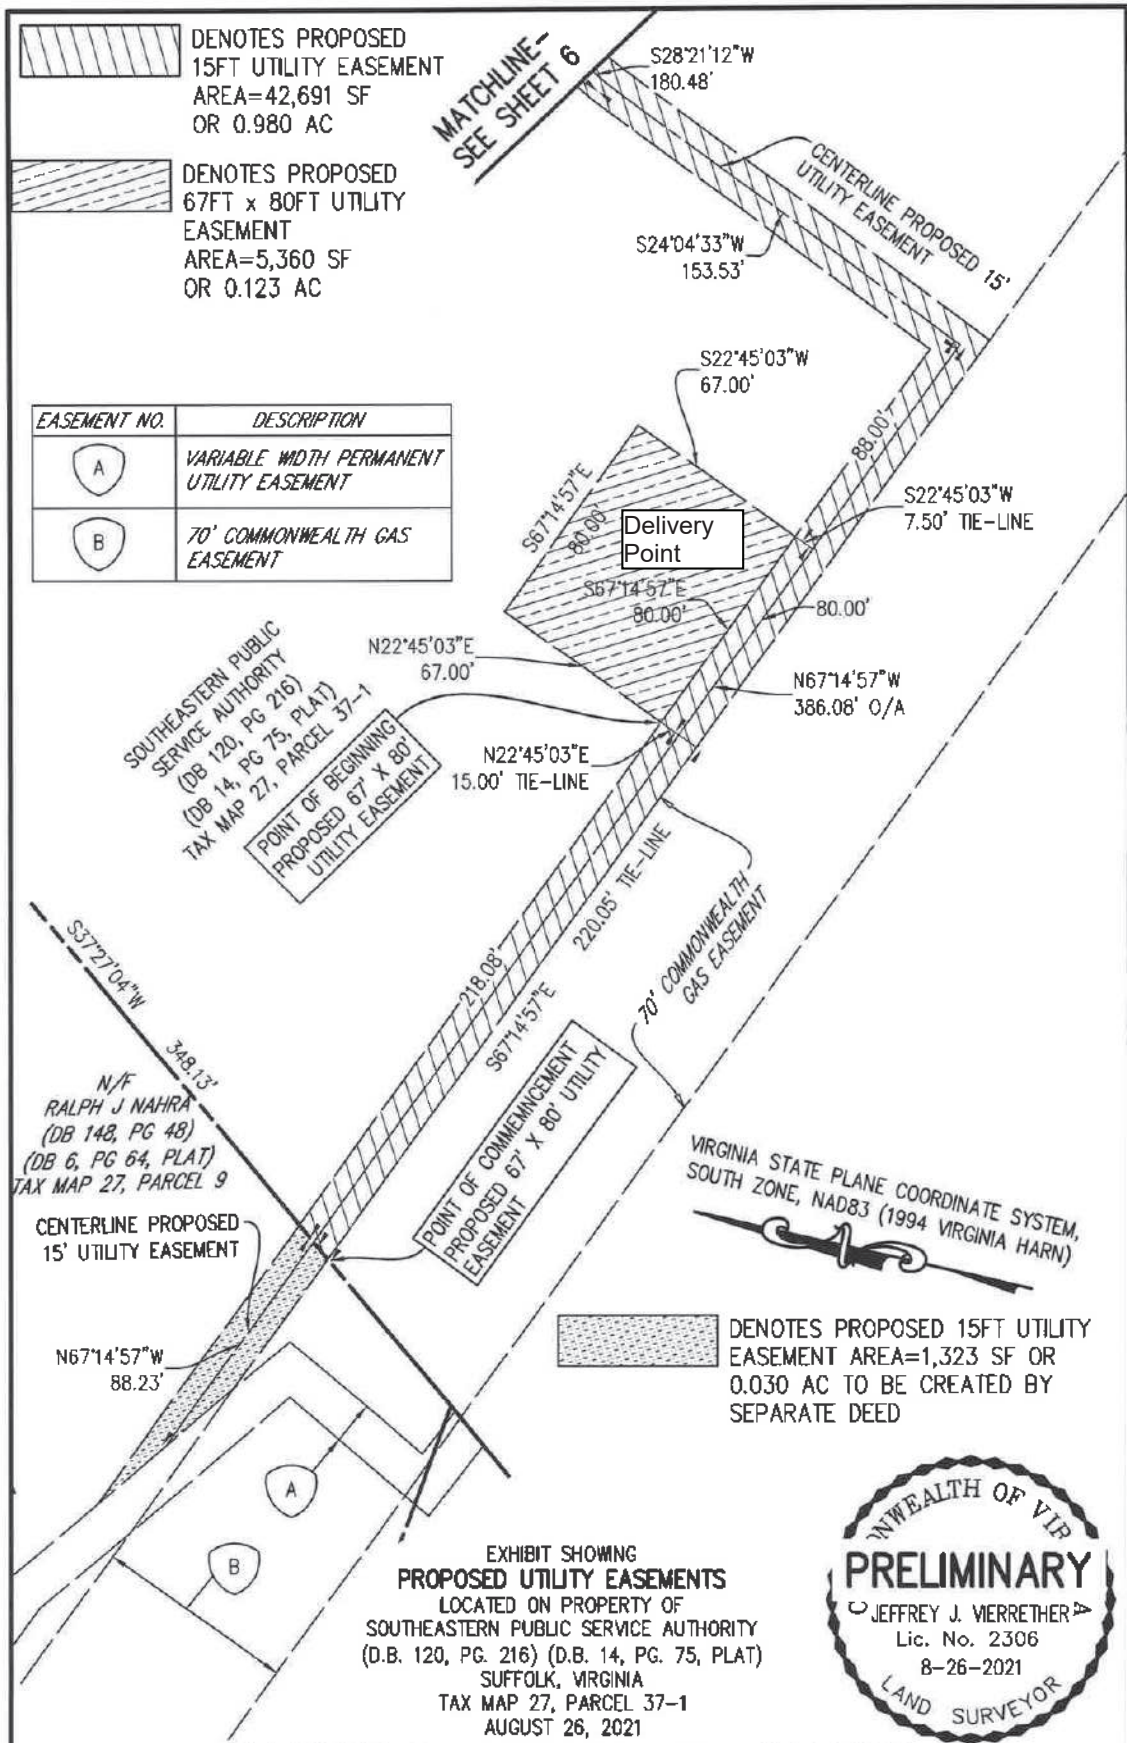 DENOTES PROPOSED
15FT UTILITY EASEMENT
AREA=42,691 SF
OR 0.980 AC
DENOTES PROPOSED
67FT x 80FT UTILITY
EASEMENT
AREA=5,360 SF
OR 0.123 AC
MATCHLINE-
SEE SHEET 6
S28°21'12"W
180.48'
CENTERLINE PROPOSED 15'
UTILITY EASEMENT
S24°04'33"W
153.53'
S22°45'03"W
67.00'
EASEMENT NO. DESCRIPTION
A VARIABLE WIDTH PERMANENT
UTILITY EASEMENT
B 70' COMMONWEALTH GAS
EASEMENT
88.00'
S22°45'03"W
7.50' TIE-LINE
S67°14'57"E
80.00'
Delivery
Point
S67°14'57"E
80.00'
80.00'
N22°45'03"E
67.00'
N67°14'57"W
386.08' O/A
N22°45'03"E
15.00' TIE-LINE
SOUTHEASTERN PUBLIC
SERVICE AUTHORITY
(DB 120, PG 216)
(DB 14, PG 75, PLAT)
TAX MAP 27, PARCEL 37-1
POINT OF BEGINNING
PROPOSED 67' X 80'
UTILITY EASEMENT
220.05' TIE-LINE
S67°14'57"E
218.08'
70' COMMONWEALTH
GAS EASEMENT
S37°27'04"W
348.13'
N/F
RALPH J NAHRA
(DB 148, PG 48)
(DB 6, PG 64, PLAT)
TAX MAP 27, PARCEL 9
CENTERLINE PROPOSED
15' UTILITY EASEMENT
POINT OF COMMEMNCEMENT
PROPOSED 67' X 80' UTILITY
EASEMENT
VIRGINIA STATE PLANE COORDINATE SYSTEM,
SOUTH ZONE, NAD83 (1994 VIRGINIA HARN)
N67°14'57"W
88.23'
DENOTES PROPOSED 15FT UTILITY
EASEMENT AREA=1,323 SF OR
0.030 AC TO BE CREATED BY
SEPARATE DEED
A
B
EXHIBIT SHOWING
PROPOSED UTILITY EASEMENTS
LOCATED ON PROPERTY OF
SOUTHEASTERN PUBLIC SERVICE AUTHORITY
(D.B. 120, PG. 216) (D.B. 14, PG. 75, PLAT)
SUFFOLK, VIRGINIA
TAX MAP 27, PARCEL 37-1
AUGUST 26, 2021
NWEALTH OF VIR
PRELIMINARY
JEFFREY J. VIERRETHER
Lic. No. 2306
8-26-2021
LAND SURVEYOR